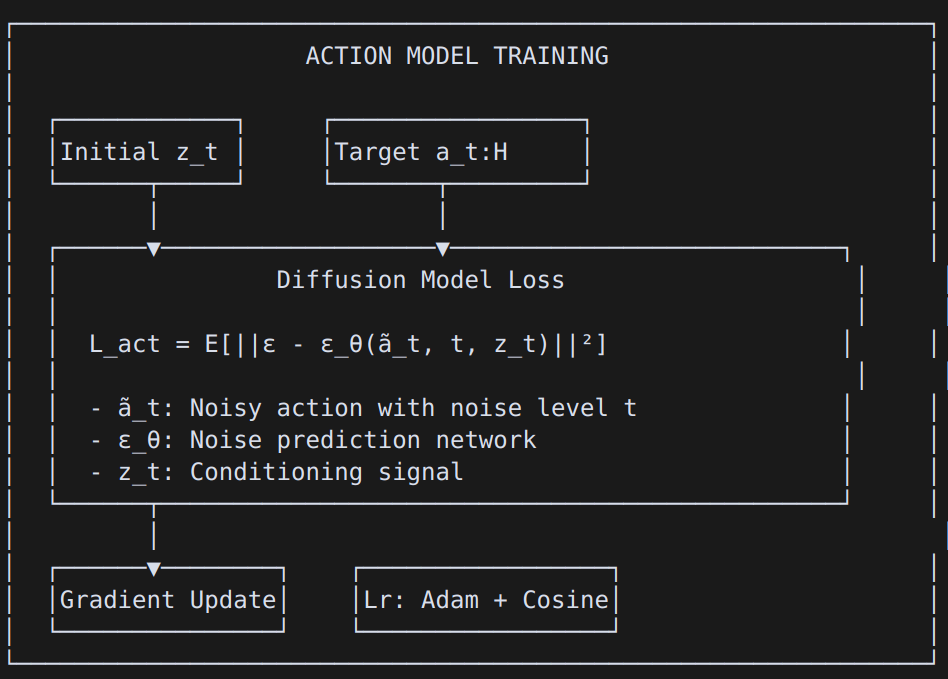 ACTION MODEL TRAINING
Initial z_t
Target a_t:H
Diffusion Model Loss
L_act = E[||ε - ε_θ(ã_t, t, z_t)||²]
- ã_t: Noisy action with noise level t
- ε_θ: Noise prediction network
- z_t: Conditioning signal
Gradient Update
Lr: Adam + Cosine